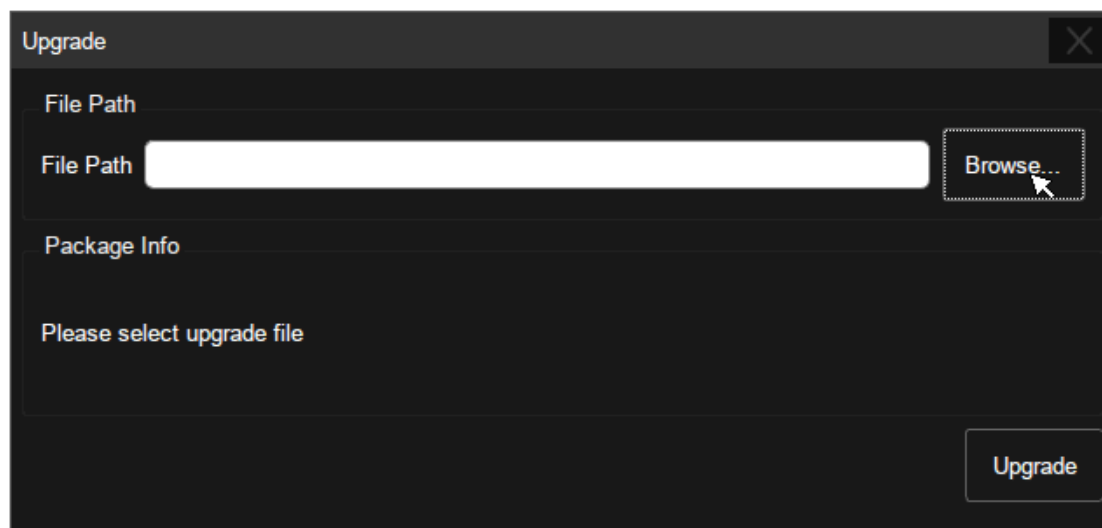 Upgrade
File Path
File Path
Browse...
Package Info
Please select upgrade file
Upgrade